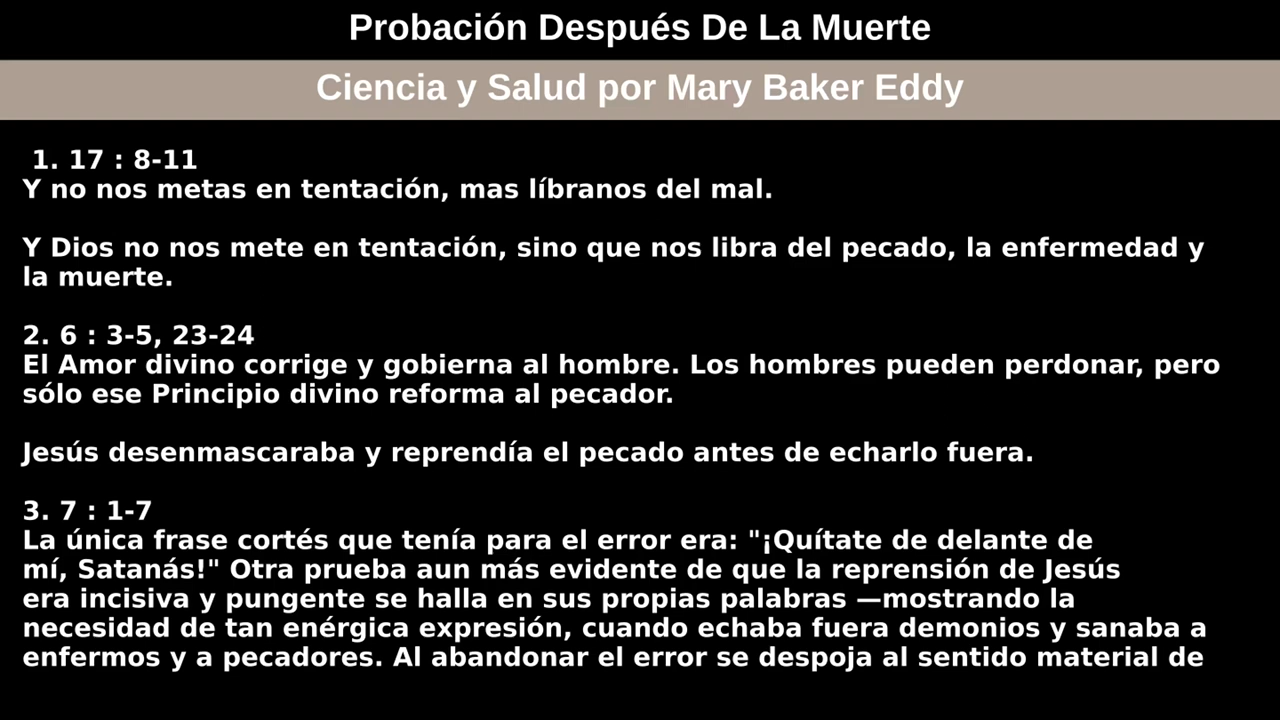 Probación Después De La Muerte
Ciencia y Salud por Mary Baker Eddy
1. 17 : 8-11
Y no nos metas en tentación, mas líbranos del mal.
Y Dios no nos mete en tentación, sino que nos libra del pecado, la enfermedad y
la muerte.
2. 6 : 3-5, 23-24
El Amor divino corrige y gobierna al hombre. Los hombres pueden perdonar, pero
sólo ese Principio divino reforma al pecador.
Jesús desenmascaraba y reprendía el pecado antes de echarlo fuera.
3. 7 : 1-7
La única frase cortés que tenía para el error era: "¡Quítate de delante de
mí, Satanás!" Otra prueba aun más evidente de que la reprensión de Jesús
era incisiva y pungente se halla en sus propias palabras —mostrando la
necesidad de tan enérgica expresión, cuando echaba fuera demonios y sanaba a
enfermos y a pecadores. Al abandonar el error se despoja al sentido material de